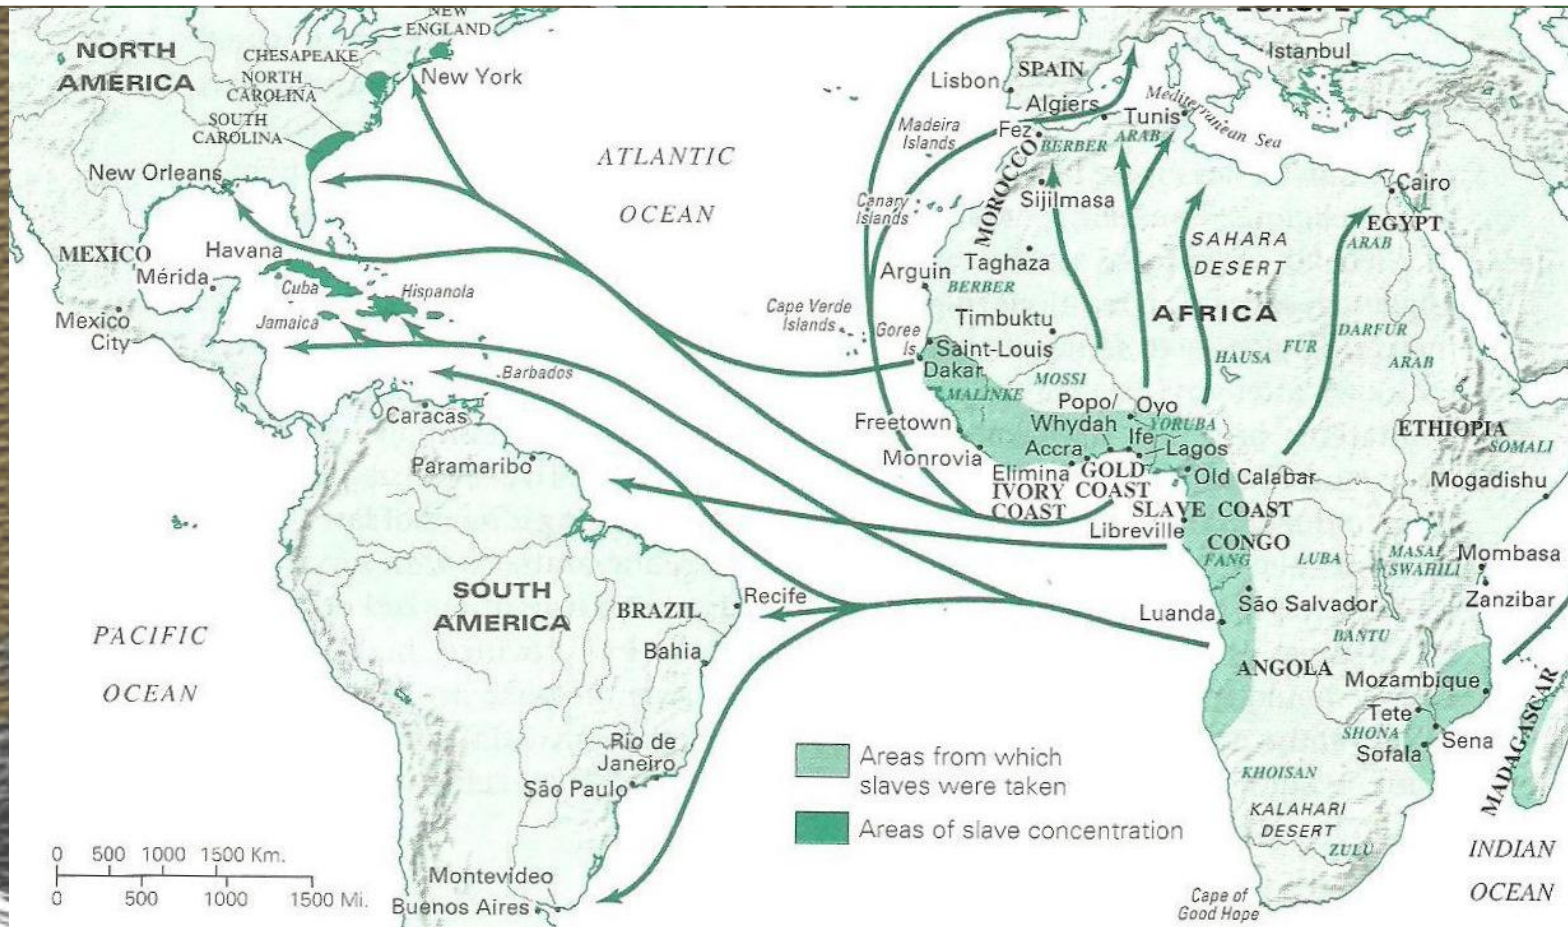 NEW
ENGLAND
NORTH
AMERICA
CHESAPEAKE
NORTH
CAROLINA
SOUTH
CAROLINA
New York
New Orleans
MEXICO
Havana
Mérida
Mexico
City
Cuba
Hispanola
Jamaica
Barbados
Caracas
Paramaribo
ATLANTIC
OCEAN
PACIFIC
OCEAN
SOUTH
AMERICA
BRAZIL
Recife
Bahia
Rio de
Janeiro
São Paulo
Montevideo
Buenos Aires
0 500 1000 1500 Km.
0 500 1000 1500 Mi.
EUROPE
Istanbul
Lisbon
SPAIN
Algiers
Tunis
Mediterranean Sea
Madeira
Islands
Fez
BERBER
ARAB
MOROCCO
Sijilmasa
Canary
Islands
Cairo
EGYPT
ARAB
SAHARA
DESERT
Taghaza
Arguin
BERBER
Cape Verde
Islands
Goree
Is.
Timbuktu
AFRICA
Saint-Louis
Dakar
MALINKE
MOSSI
HAUSA
FUR
DARFUR
ARAB
Popo/
Whydah
Oyo
YORUBA
Ife
Freetown
Accra
Lagos
Monrovia
Elimina
GOLD
COAST
IVORY
COAST
Old Calabar
SLAVE COAST
Libreville
ETHIOPIA
SOMALI
Mogadishu
CONGO
FANG
LUBA
MASAI
SWAHILI
Mombasa
Zanzibar
Luanda
São Salvador
BANTU
ANGOLA
Mozambique
Tete
SHONA
Sena
Sofala
MADAGASCAR
KHOISAN
KALAHARI
DESERT
ZULU
Cape of
Good Hope
INDIAN
OCEAN
Areas from which
slaves were taken
Areas of slave concentration